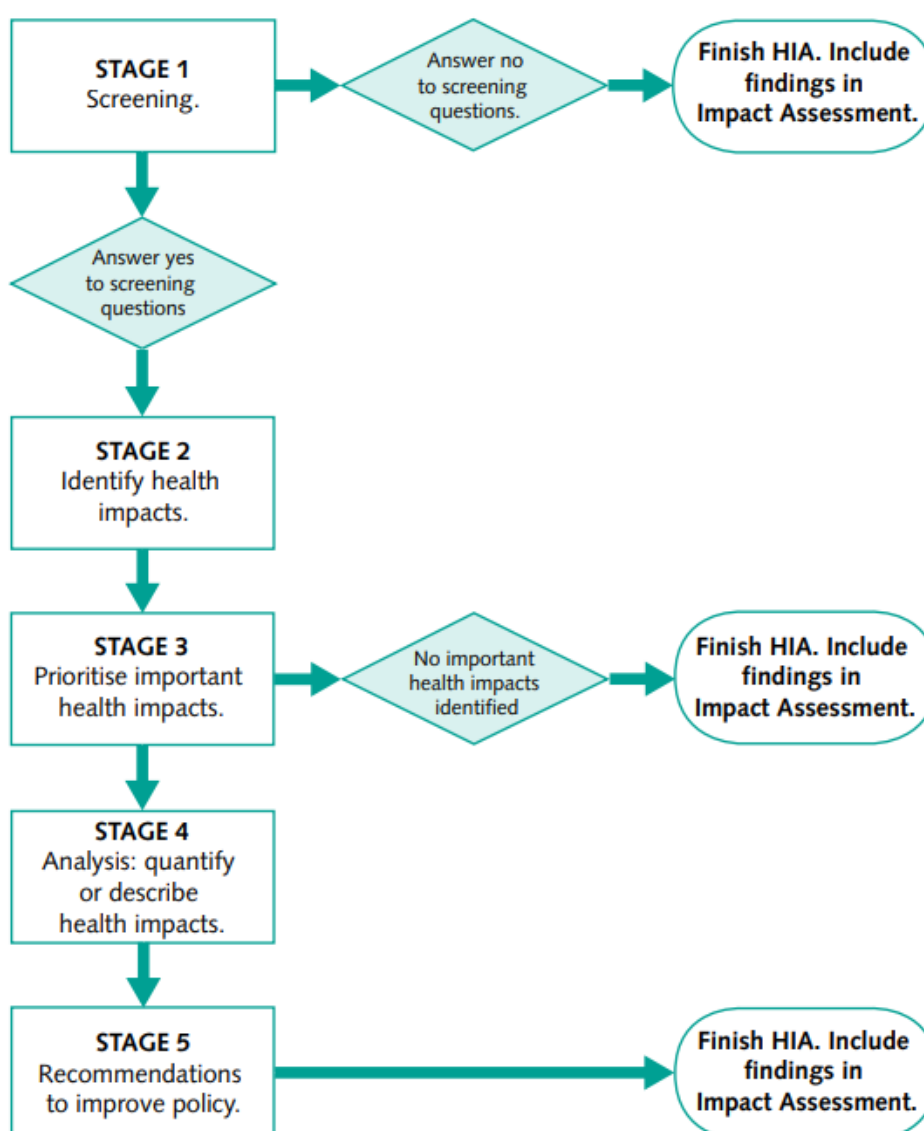 STAGE 1
Screening.
Answer no
to screening
questions.
Finish HIA. Include
findings in
Impact Assessment.
Answer yes
to screening
questions
STAGE 2
Identify health
impacts.
STAGE 3
Prioritise important
health impacts.
No important
health impacts
identified
Finish HIA. Include
findings in
Impact Assessment.
STAGE 4
Analysis: quantify
or describe
health impacts.
STAGE 5
Recommendations
to improve policy.
Finish HIA. Include
findings in
Impact Assessment.